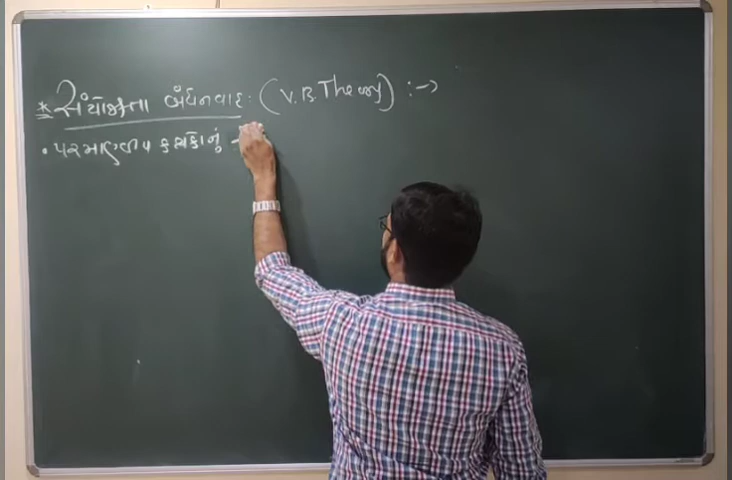 * સંયોજકતા બંધનવાદ : (V.B. Theory) : →
• પરમાણ્વીય કક્ષકોનું